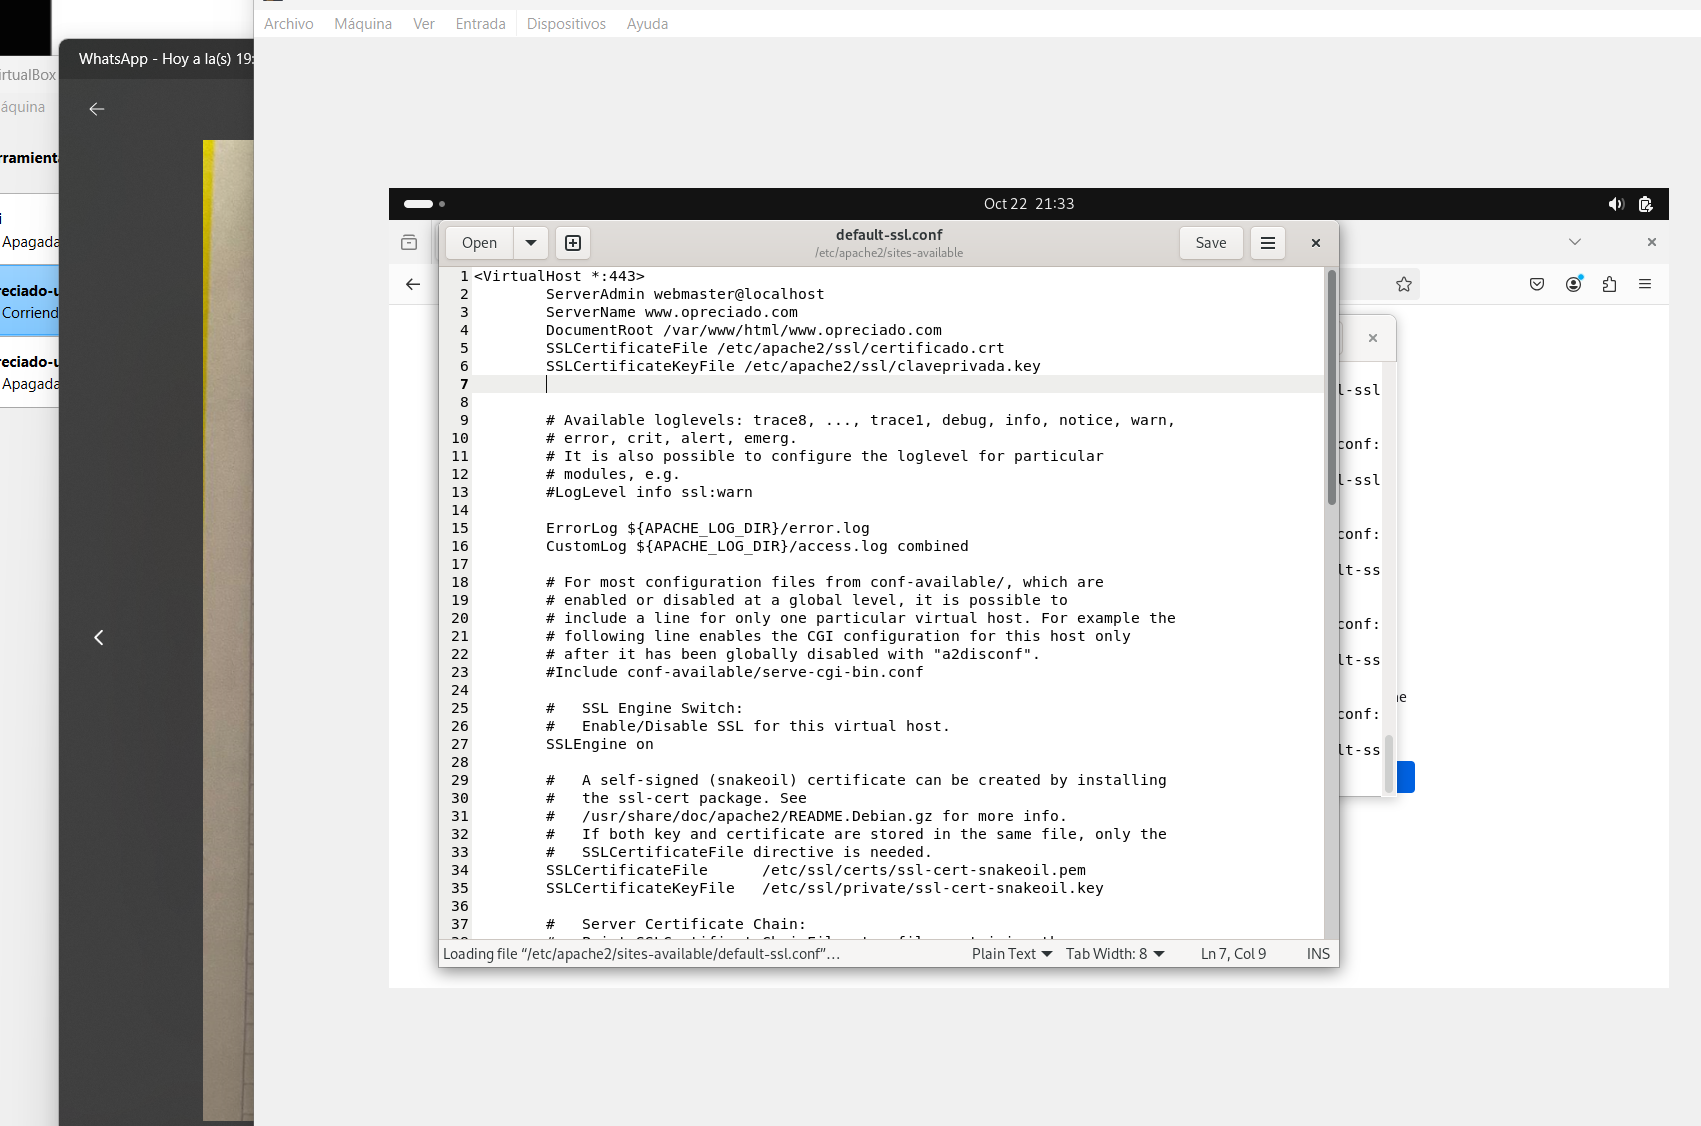 Archivo Máquina Ver Entrada Dispositivos Ayuda
WhatsApp - Hoy a la(s) 19:
irtualBox
áquina
rramienta
i
Apagada
reciado-u
Corriend
reciado-u
Apagada
Oct 22 21:33
Open
default-ssl.conf
/etc/apache2/sites-available
Save
1 <VirtualHost *:443>
2 ServerAdmin webmaster@localhost
3 ServerName www.opreciado.com
4 DocumentRoot /var/www/html/www.opreciado.com
5 SSLCertificateFile /etc/apache2/ssl/certificado.crt
6 SSLCertificateKeyFile /etc/apache2/ssl/claveprivada.key
7
8
9 # Available loglevels: trace8, ..., trace1, debug, info, notice, warn,
10 # error, crit, alert, emerg.
11 # It is also possible to configure the loglevel for particular
12 # modules, e.g.
13 #LogLevel info ssl:warn
14
15 ErrorLog ${APACHE_LOG_DIR}/error.log
16 CustomLog ${APACHE_LOG_DIR}/access.log combined
17
18 # For most configuration files from conf-available/, which are
19 # enabled or disabled at a global level, it is possible to
20 # include a line for only one particular virtual host. For example the
21 # following line enables the CGI configuration for this host only
22 # after it has been globally disabled with "a2disconf".
23 #Include conf-available/serve-cgi-bin.conf
24
25 #   SSL Engine Switch:
26 #   Enable/Disable SSL for this virtual host.
27 SSLEngine on
28
29 #   A self-signed (snakeoil) certificate can be created by installing
30 #   the ssl-cert package. See
31 #   /usr/share/doc/apache2/README.Debian.gz for more info.
32 #   If both key and certificate are stored in the same file, only the
33 #   SSLCertificateFile directive is needed.
34 SSLCertificateFile      /etc/ssl/certs/ssl-cert-snakeoil.pem
35 SSLCertificateKeyFile   /etc/ssl/private/ssl-cert-snakeoil.key
36
37 #   Server Certificate Chain:
Loading file “/etc/apache2/sites-available/default-ssl.conf”…
Plain Text
Tab Width: 8
Ln 7, Col 9
INS
l-ssl
conf:
l-ssl
conf:
lt-ss
conf:
lt-ss
conf:
lt-ss